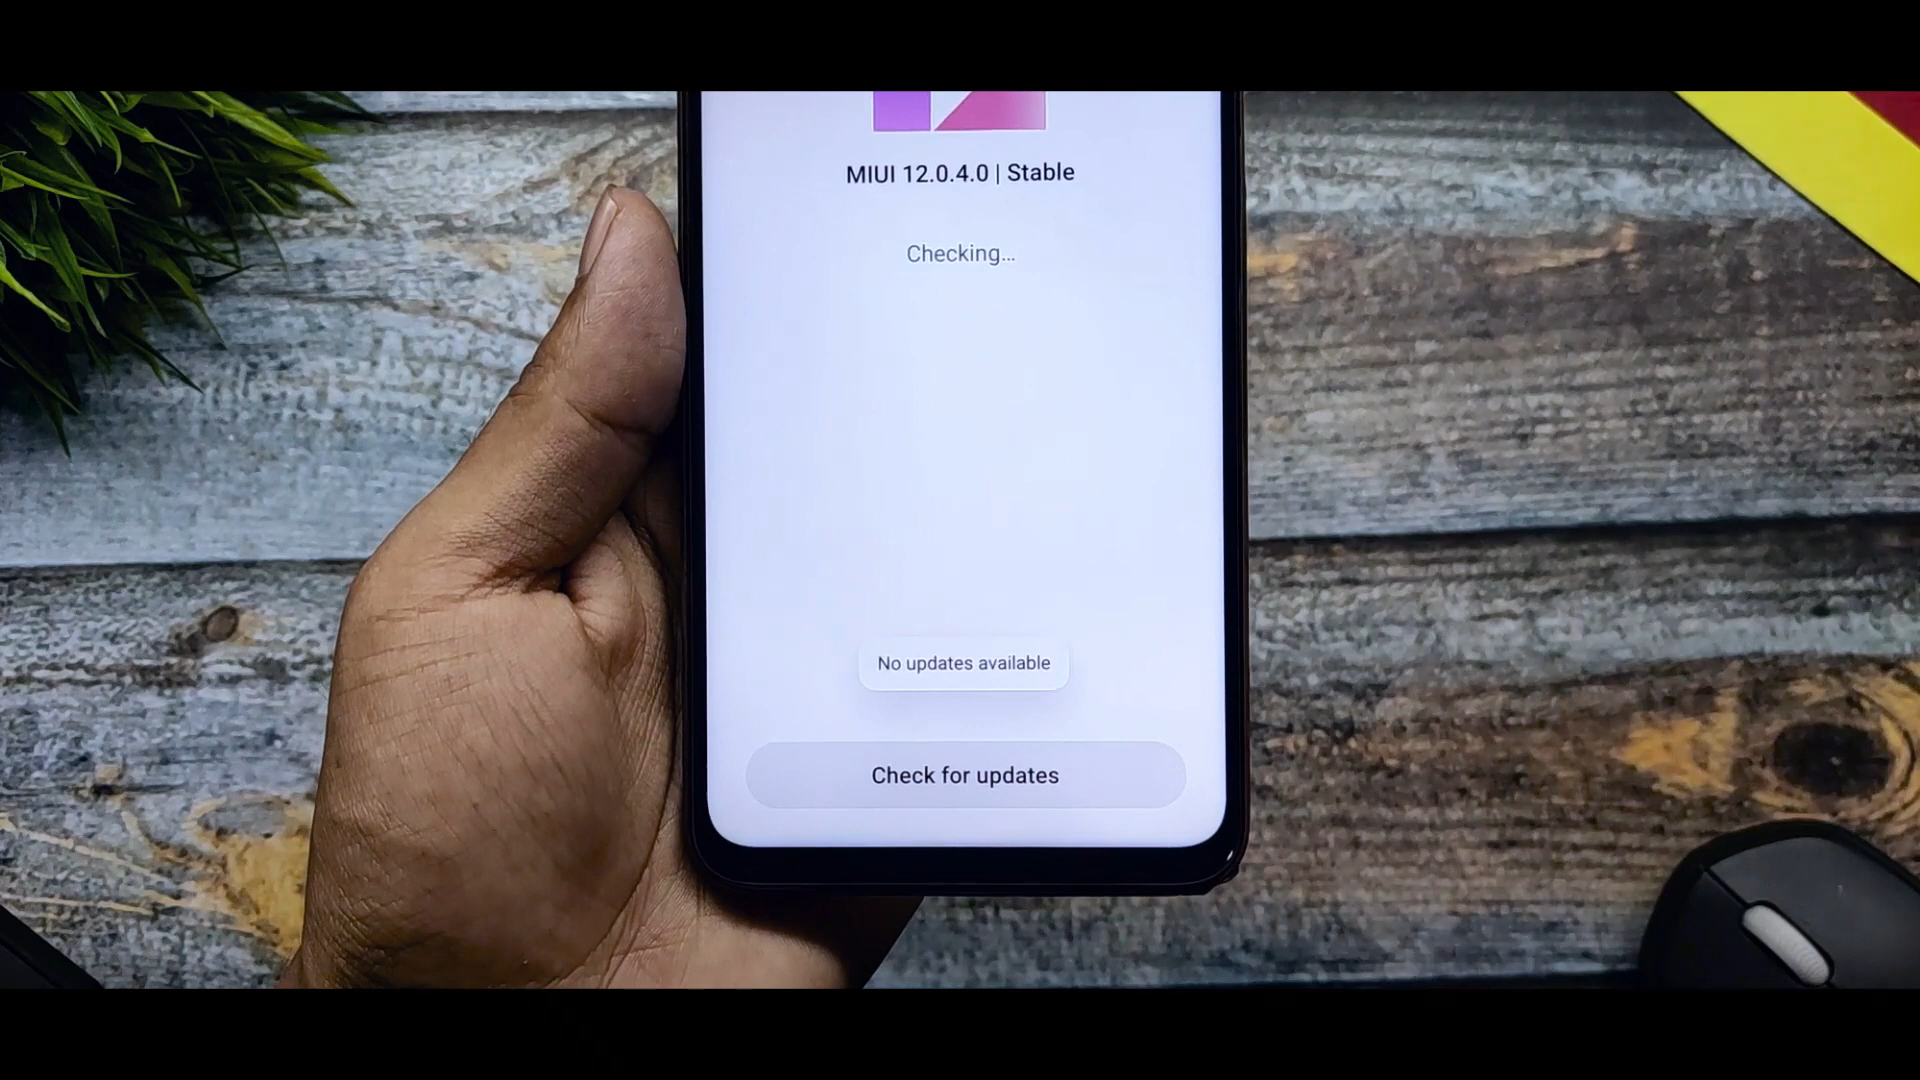 MIUI 12.0.4.0 | Stable
Checking...
No updates available
Check for updates